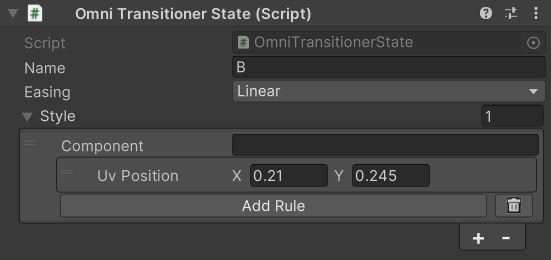 Omni Transitioner State (Script)
Script OmniTransitionerState
Name B
Easing Linear
Style 1
Component
Uv Position X 0.21 Y 0.245
Add Rule
+ -